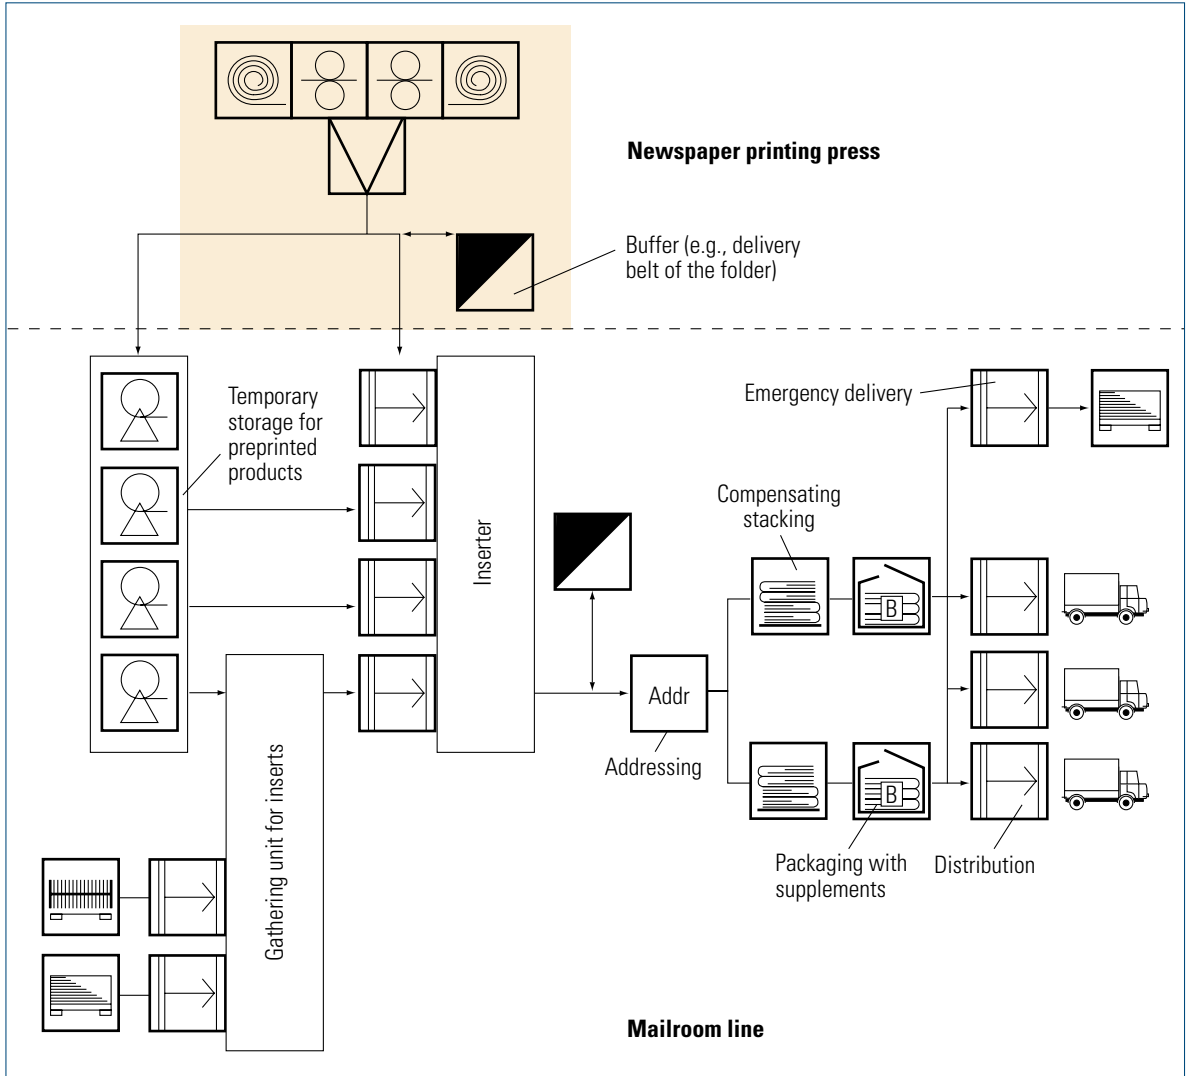 Newspaper printing press
Buffer (e.g., delivery
belt of the folder)
Temporary
storage for
preprinted
products
Emergency delivery
Compensating
stacking
Inserter
B
Addr
Addressing
Gathering unit for inserts
B
Packaging with
supplements
Distribution
Mailroom line